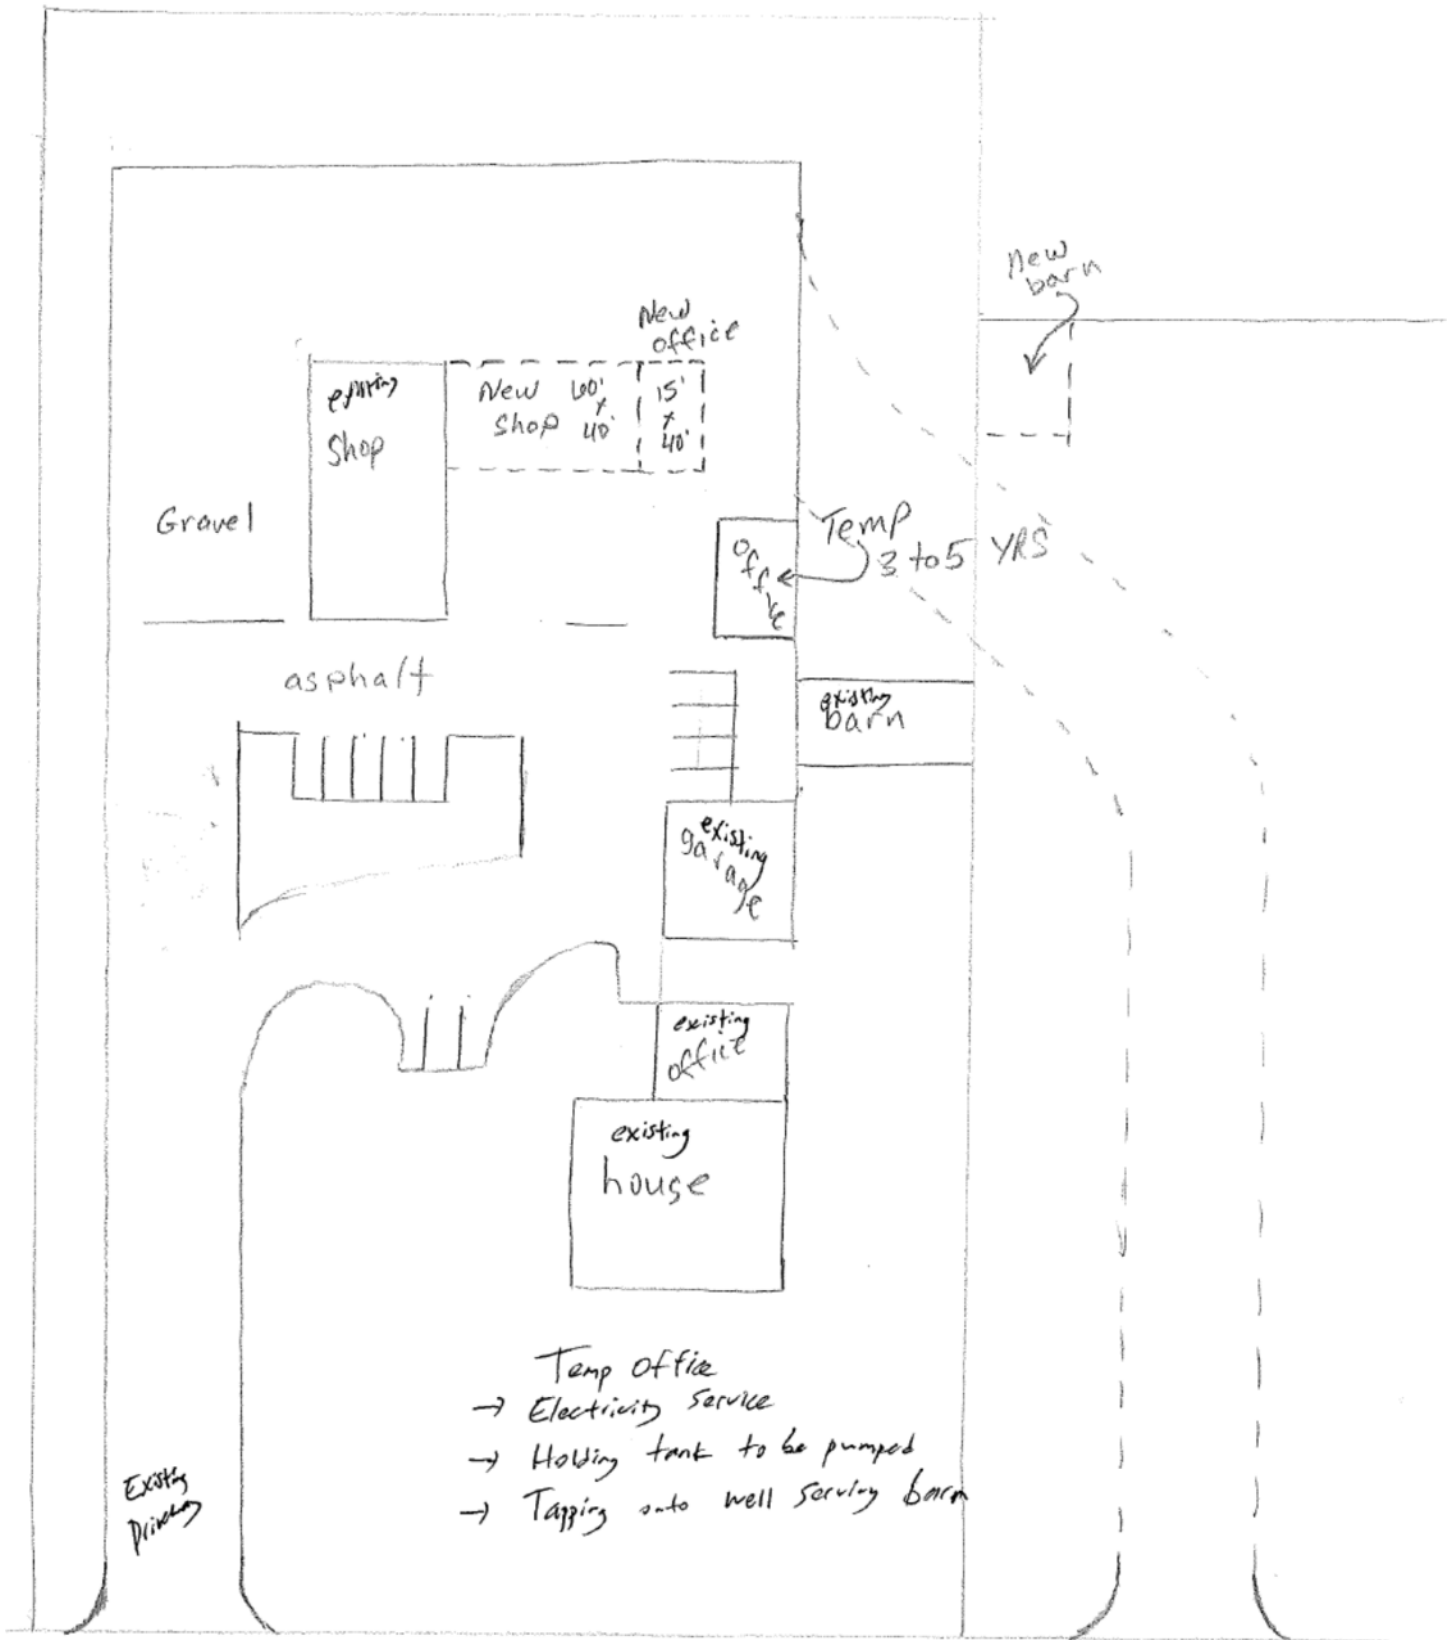 New
barn
New
office
existing
Shop
New 60'
x
Shop 40'
15'
x
40'
Gravel
Temp
3 to 5 YRS
office
asphalt
existing
barn
existing
garage
existing
office
existing
house
Temp Office
→ Electricity Service
→ Holding tank to be pumped
→ Tapping onto well serving barn
Existing
Driveway